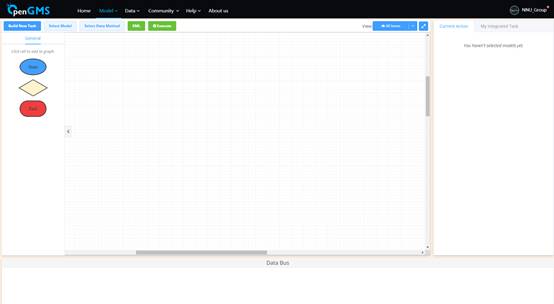 OpenGMS Home Model Data Community Help About us NNU_Group
Build New Task Select Model Select Data Method XML Execute View All Items Current Action My Integrated Task
General
Click cell to add to graph You haven't selected models yet.
Start
End
Data Bus